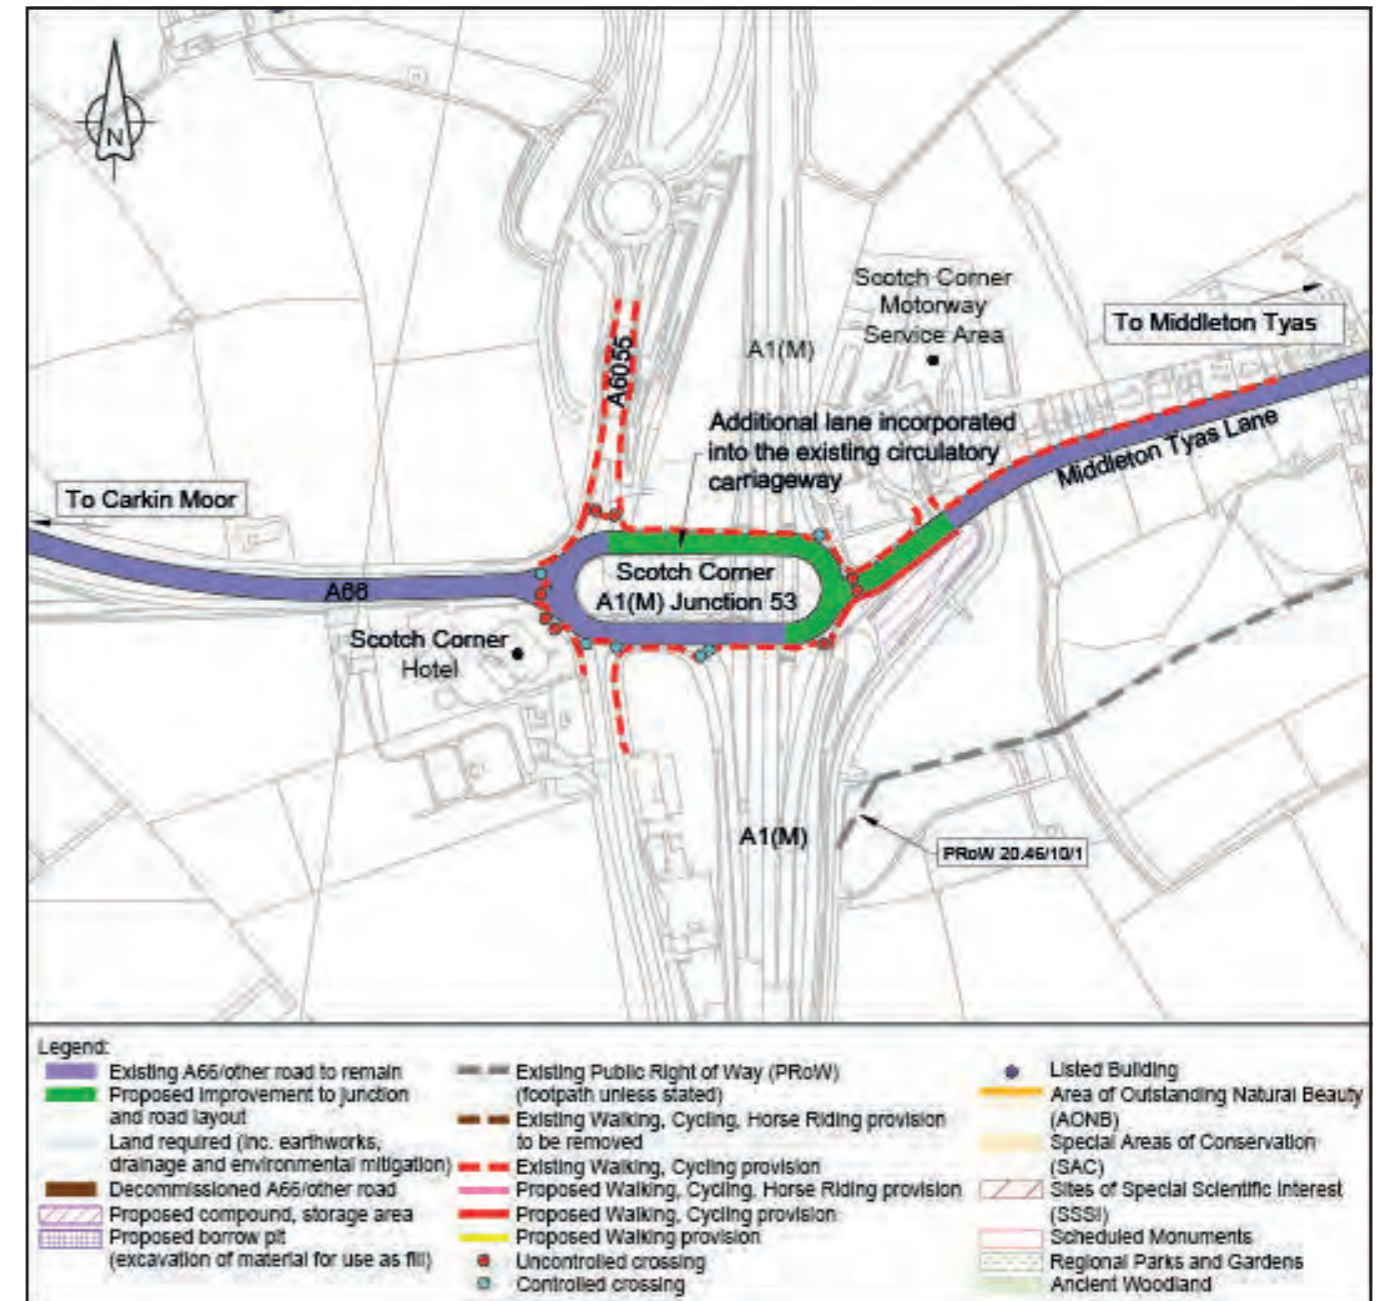 N
Scotch Corner
Motorway
Service Area
To Middleton Tyas
A1(M)
A6055
Additional lane incorporated
into the existing circulatory
carriageway
Middleton Tyas Lane
To Carkin Moor
A66
Scotch Corner
A1(M) Junction 53
Scotch Corner
Hotel
A1(M)
PRoW 20.46/10/1
Legend:
Existing A66/other road to remain
Proposed improvement to junction
and road layout
Land required (inc. earthworks,
drainage and environmental mitigation)
Decommissioned A66/other road
Proposed compound, storage area
Proposed borrow pit
(excavation of material for use as fill)
Existing Public Right of Way (PRoW)
(footpath unless stated)
Existing Walking, Cycling, Horse Riding provision
to be removed
Existing Walking, Cycling provision
Proposed Walking, Cycling, Horse Riding provision
Proposed Walking, Cycling provision
Proposed Walking provision
Uncontrolled crossing
Controlled crossing
Listed Building
Area of Outstanding Natural Beauty
(AONB)
Special Areas of Conservation
(SAC)
Sites of Special Scientific Interest
(SSSI)
Scheduled Monuments
Regional Parks and Gardens
Ancient Woodland